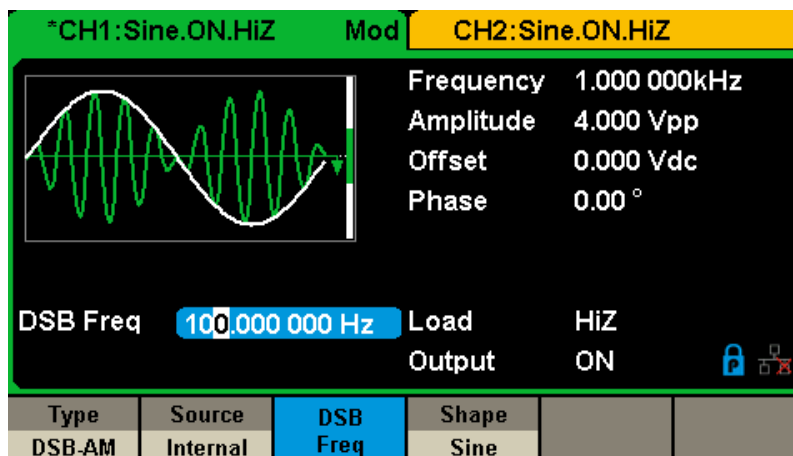 *CH1:Sine.ON.HiZ Mod CH2:Sine.ON.HiZ
Frequency 1.000 000kHz
Amplitude 4.000 Vpp
Offset 0.000 Vdc
Phase 0.00 °
DSB Freq 100.000 000 Hz Load HiZ
Output ON P
Type Source DSB Shape
DSB-AM Internal Freq Sine